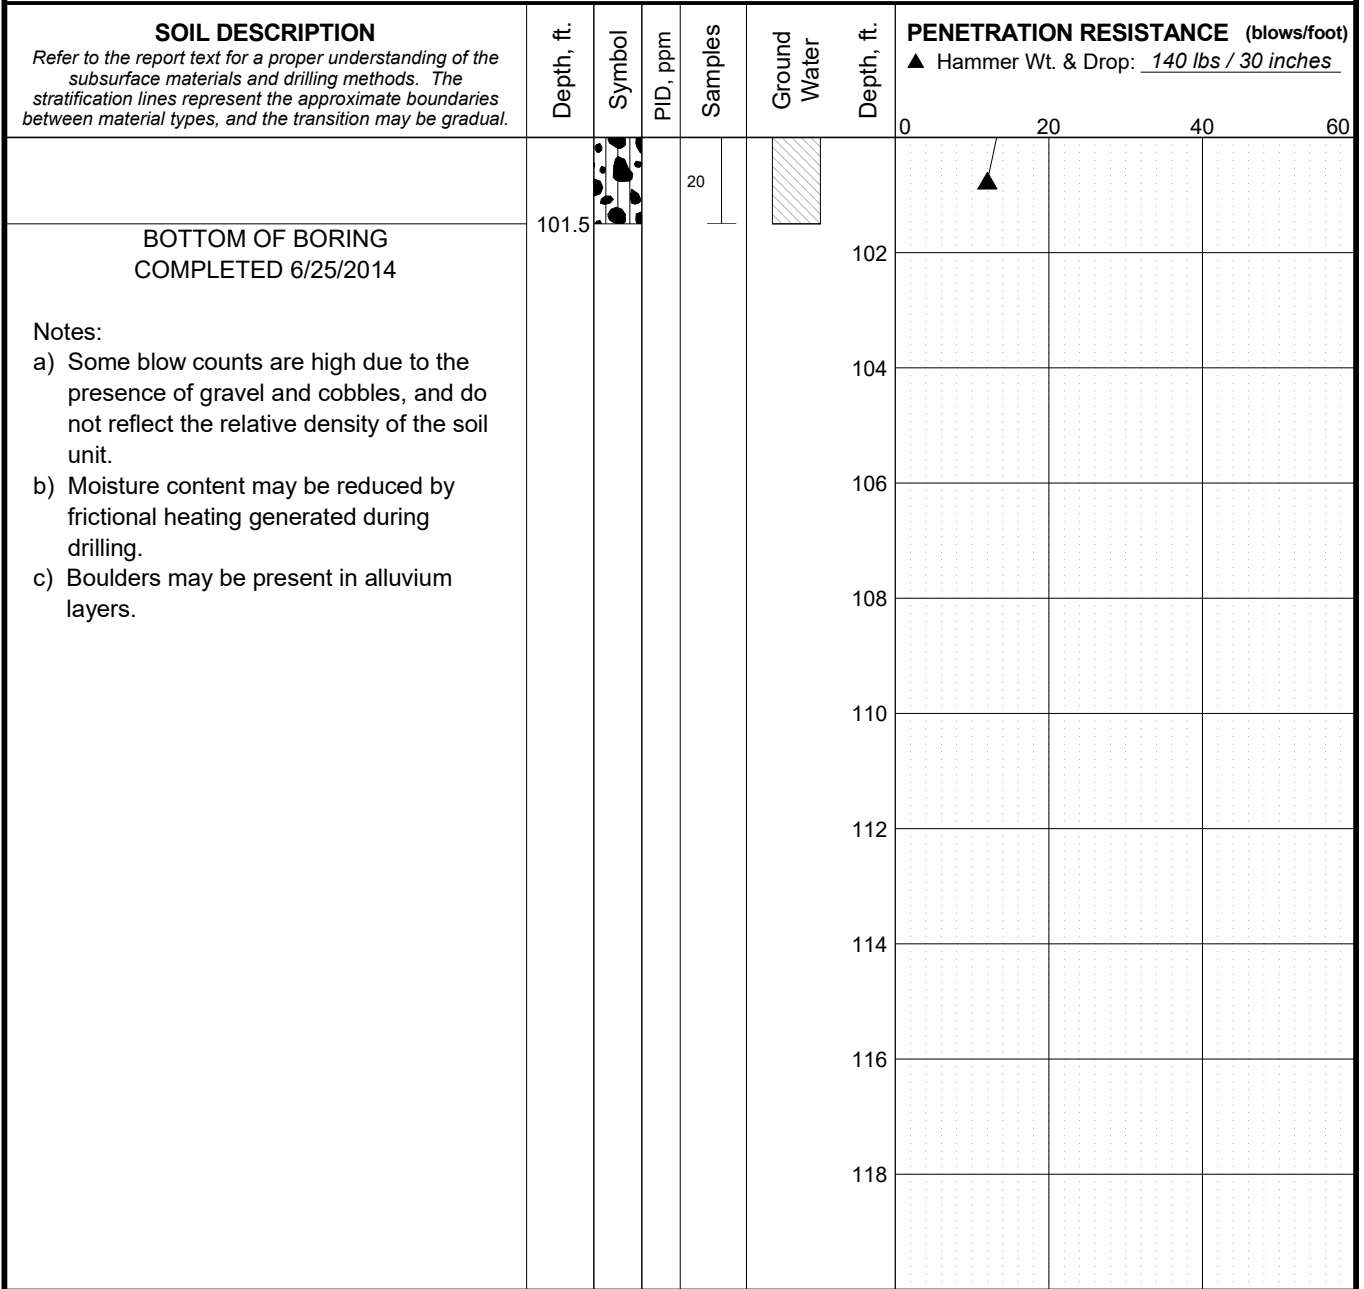 SOIL DESCRIPTION
Refer to the report text for a proper understanding of the
subsurface materials and drilling methods. The
stratification lines represent the approximate boundaries
between material types, and the transition may be gradual.
Depth, ft.
Symbol
PID, ppm
Samples
Ground
Water
Depth, ft.
PENETRATION RESISTANCE (blows/foot)
▲ Hammer Wt. & Drop: 140 lbs / 30 inches
0 20 40 60
20
101.5
BOTTOM OF BORING
COMPLETED 6/25/2014
Notes:
a) Some blow counts are high due to the
presence of gravel and cobbles, and do
not reflect the relative density of the soil
unit.
b) Moisture content may be reduced by
frictional heating generated during
drilling.
c) Boulders may be present in alluvium
layers.
102
104
106
108
110
112
114
116
118